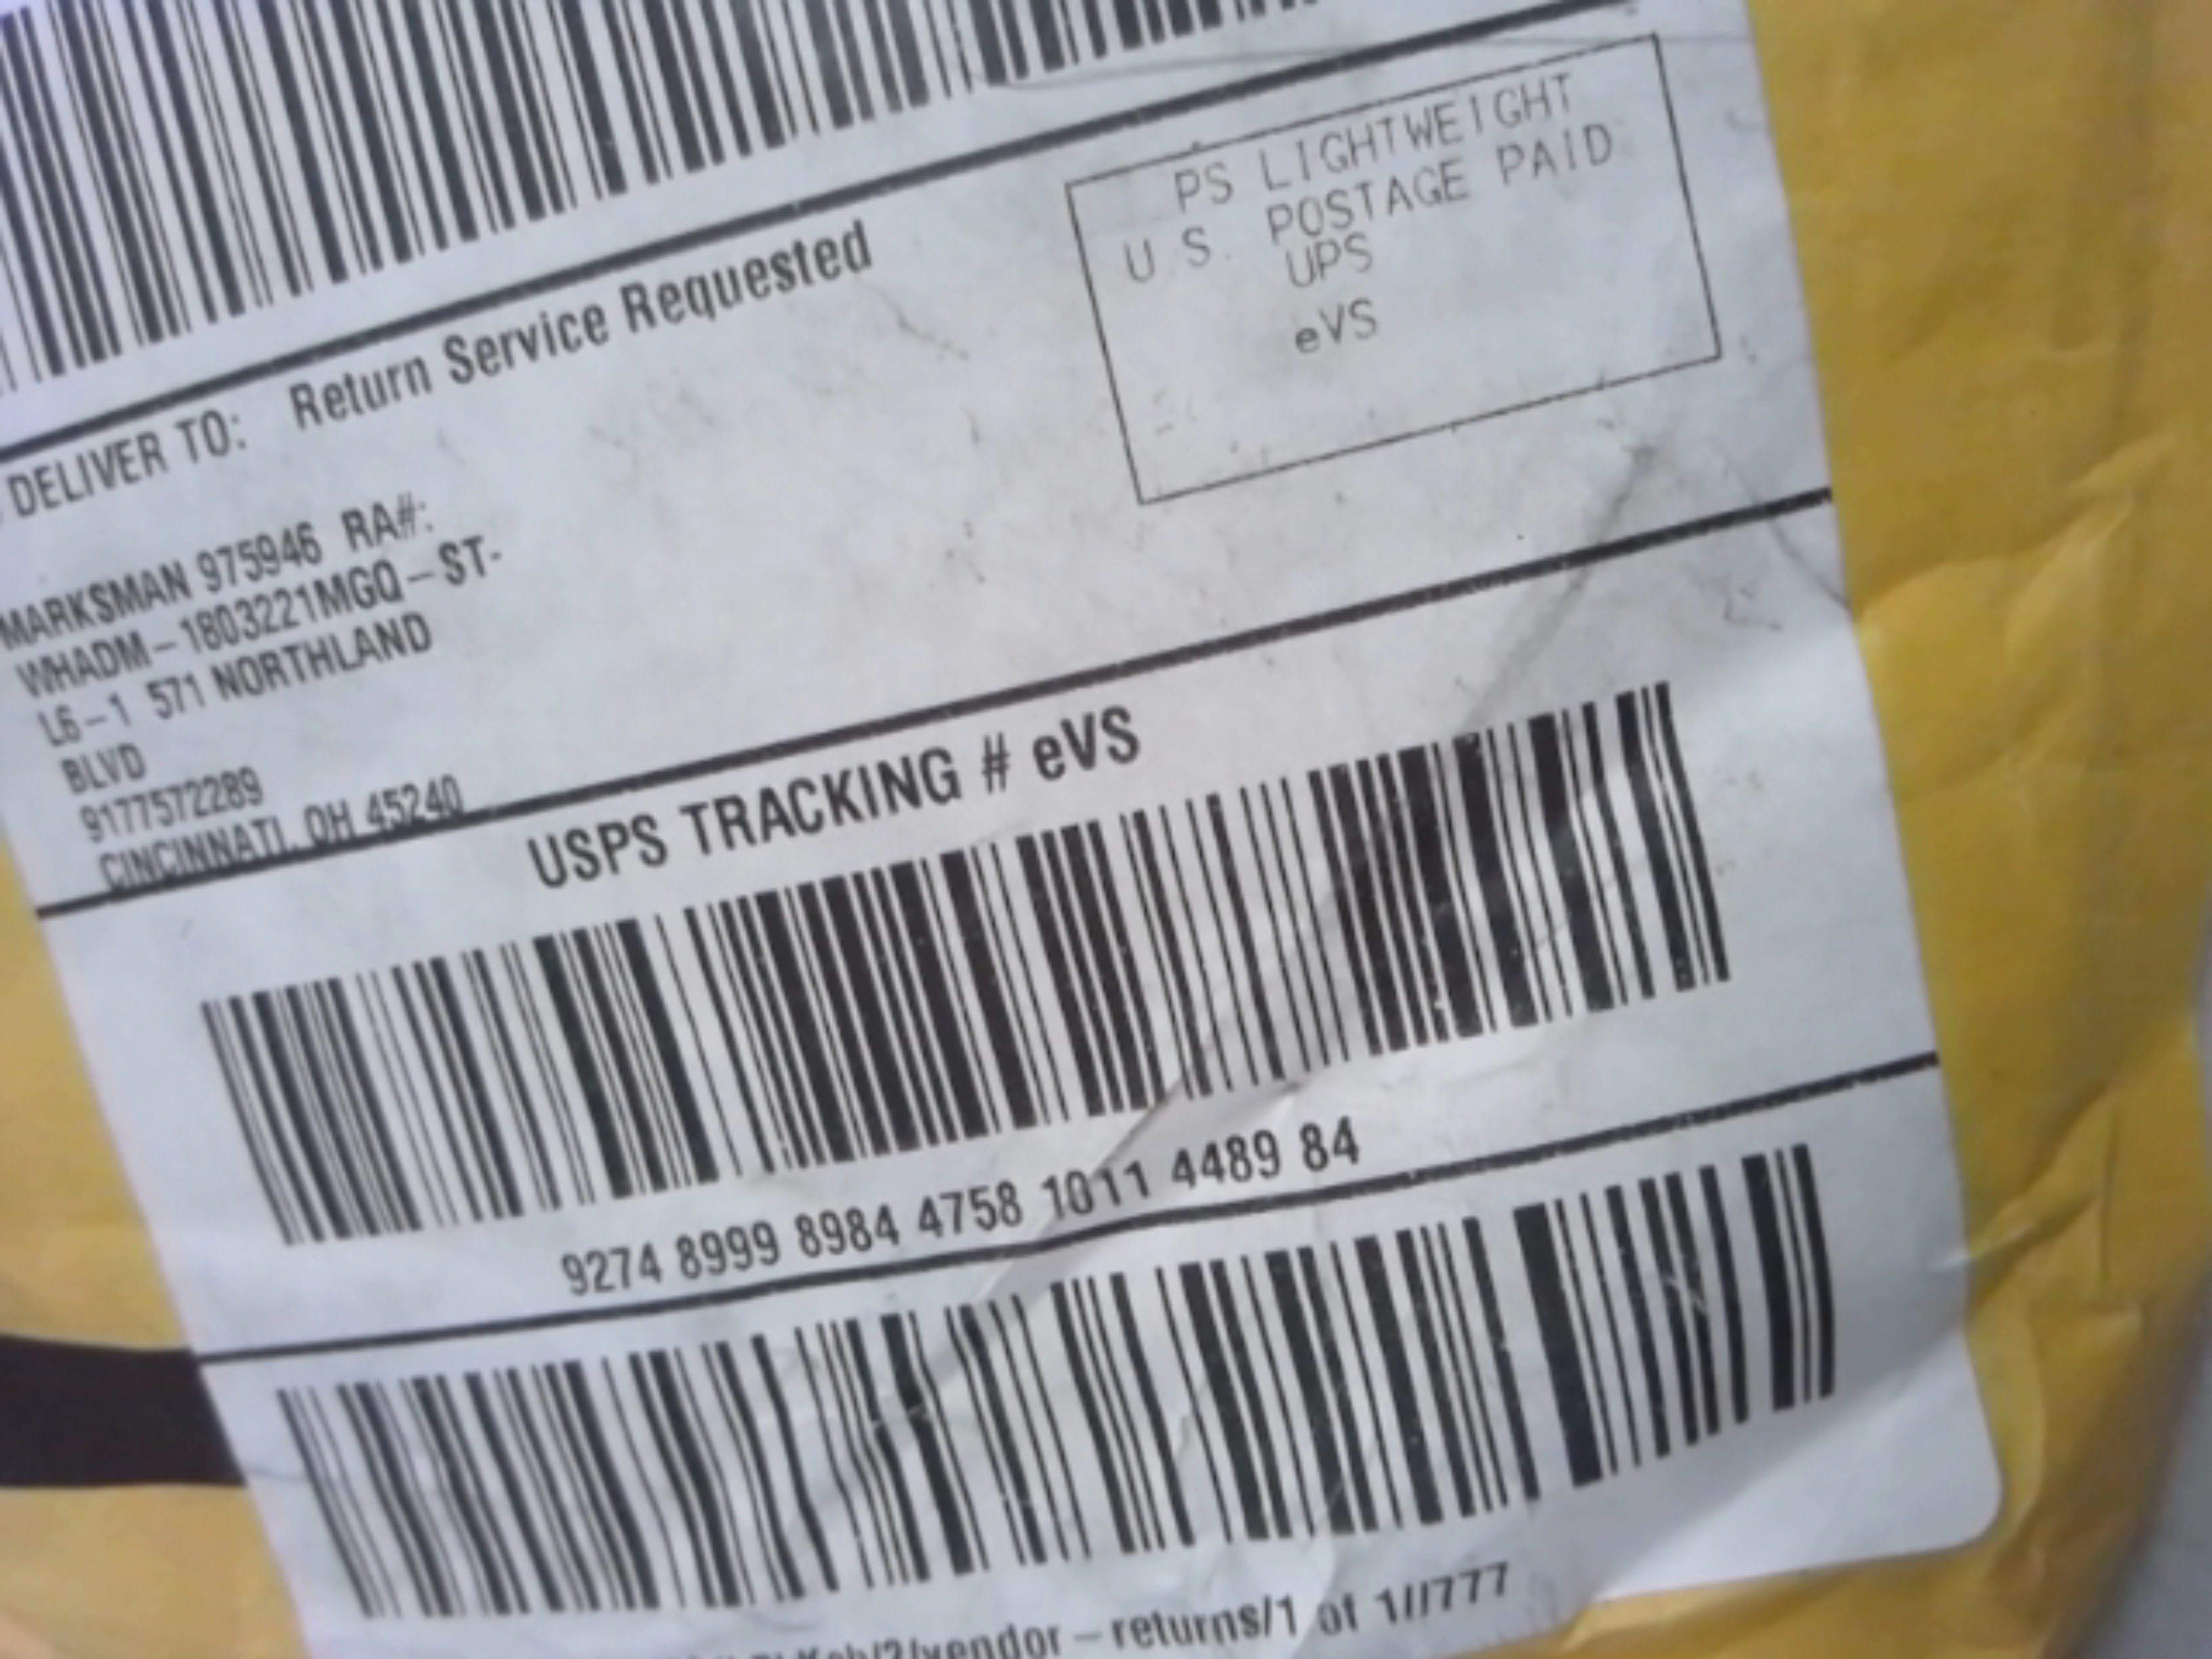 PS LIGHTWEIGHT
U.S. POSTAGE PAID
UPS
eVS
DELIVER TO: Return Service Requested
MARKSMAN 975946 RA#:
WHADM-1803221MGQ-ST-
L6-1 571 NORTHLAND
BLVD
9177572289
CINCINNATI, OH 45240
USPS TRACKING # eVS
9274 8999 8984 4758 1011 4489 84
/vendor-returns/1 of 1//777